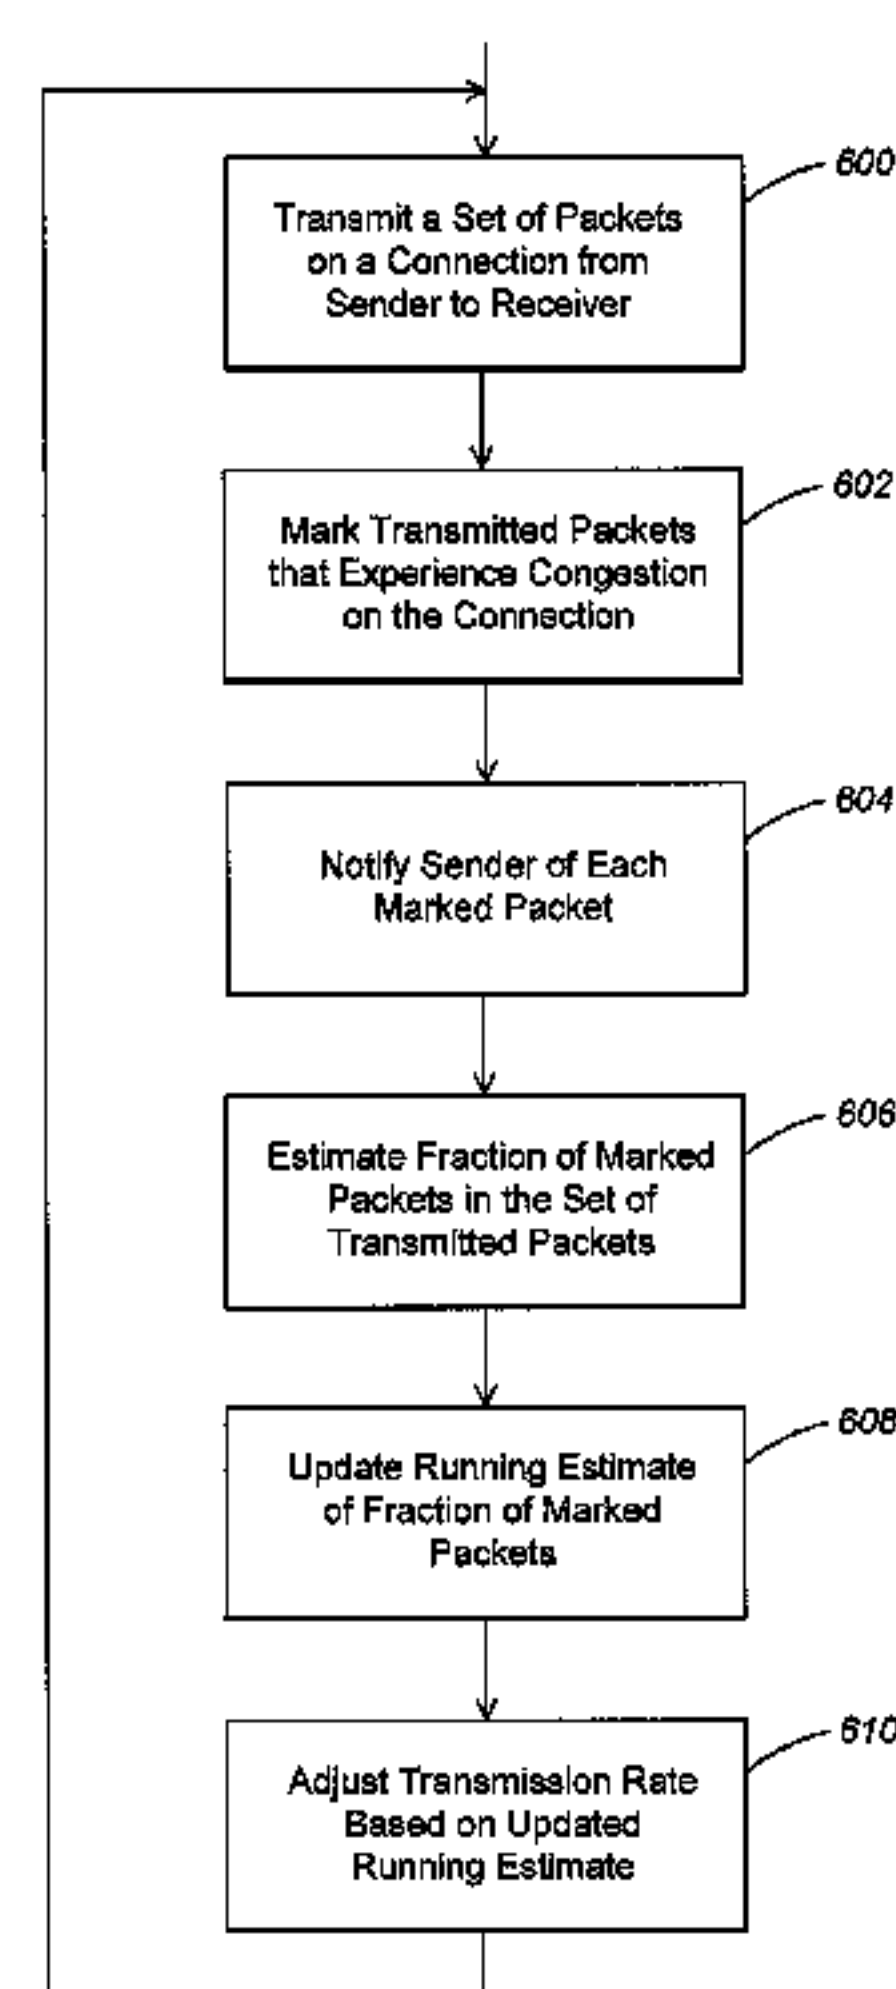 600
Transmit a Set of Packets
on a Connection from
Sender to Receiver
602
Mark Transmitted Packets
that Experience Congestion
on the Connection
604
Notify Sender of Each
Marked Packet
606
Estimate Fraction of Marked
Packets in the Set of
Transmitted Packets
608
Update Running Estimate
of Fraction of Marked
Packets
610
Adjust Transmission Rate
Based on Updated
Running Estimate